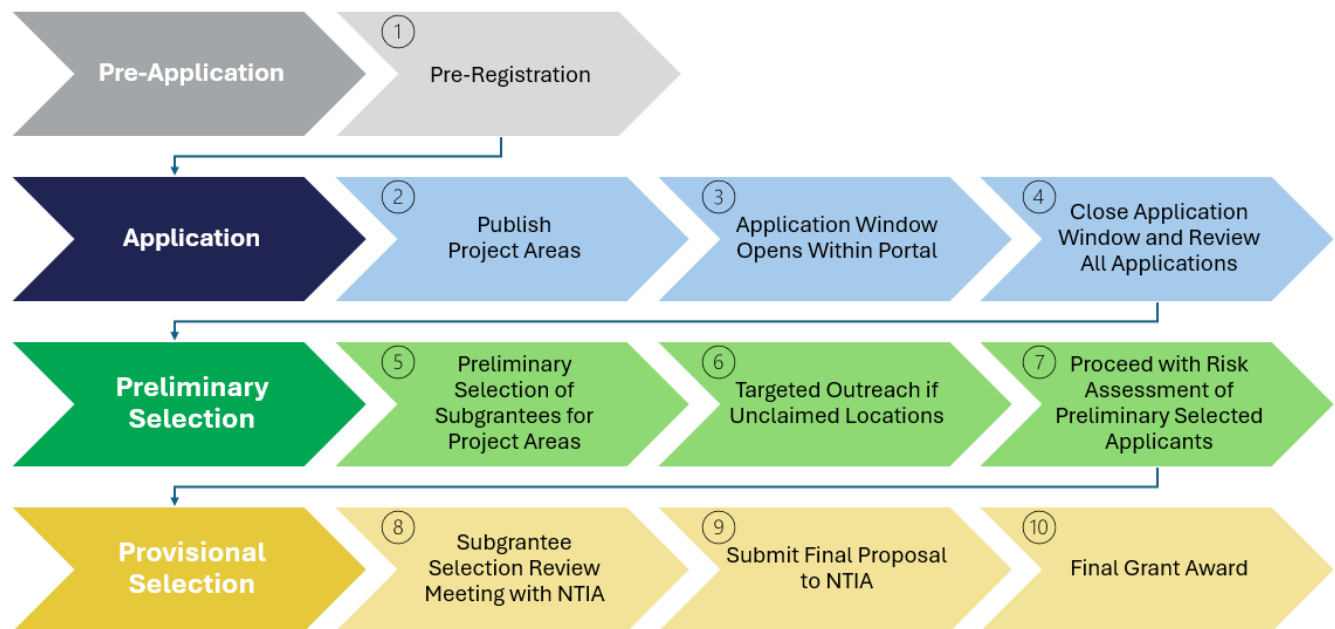 Pre-Application
1
Pre-Registration
Application
2
Publish
Project Areas
3
Application Window
Opens Within Portal
4
Close Application
Window and Review
All Applications
Preliminary
Selection
5
Preliminary
Selection of
Subgrantees for
Project Areas
6
Targeted Outreach if
Unclaimed Locations
7
Proceed with Risk
Assessment of
Preliminary Selected
Applicants
Provisional
Selection
8
Subgrantee
Selection Review
Meeting with NTIA
9
Submit Final Proposal
to NTIA
10
Final Grant Award